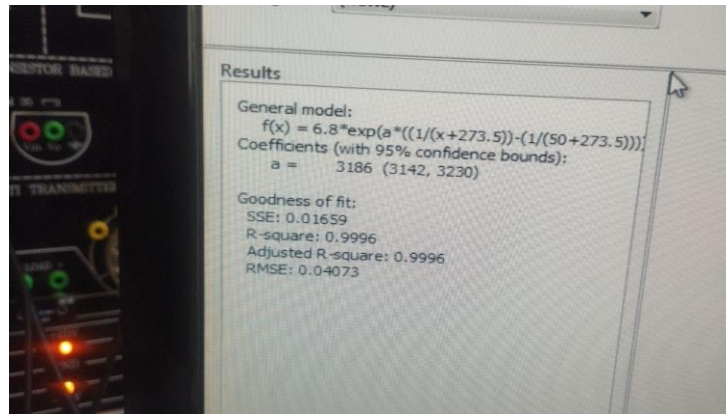 Results
General model:
f(x) = 6.8*exp(a*((1/(x+273.5))-(1/(50+273.5))))
Coefficients (with 95% confidence bounds):
a = 3186 (3142, 3230)
Goodness of fit:
SSE: 0.01659
R-square: 0.9996
Adjusted R-square: 0.9996
RMSE: 0.04073
BASED